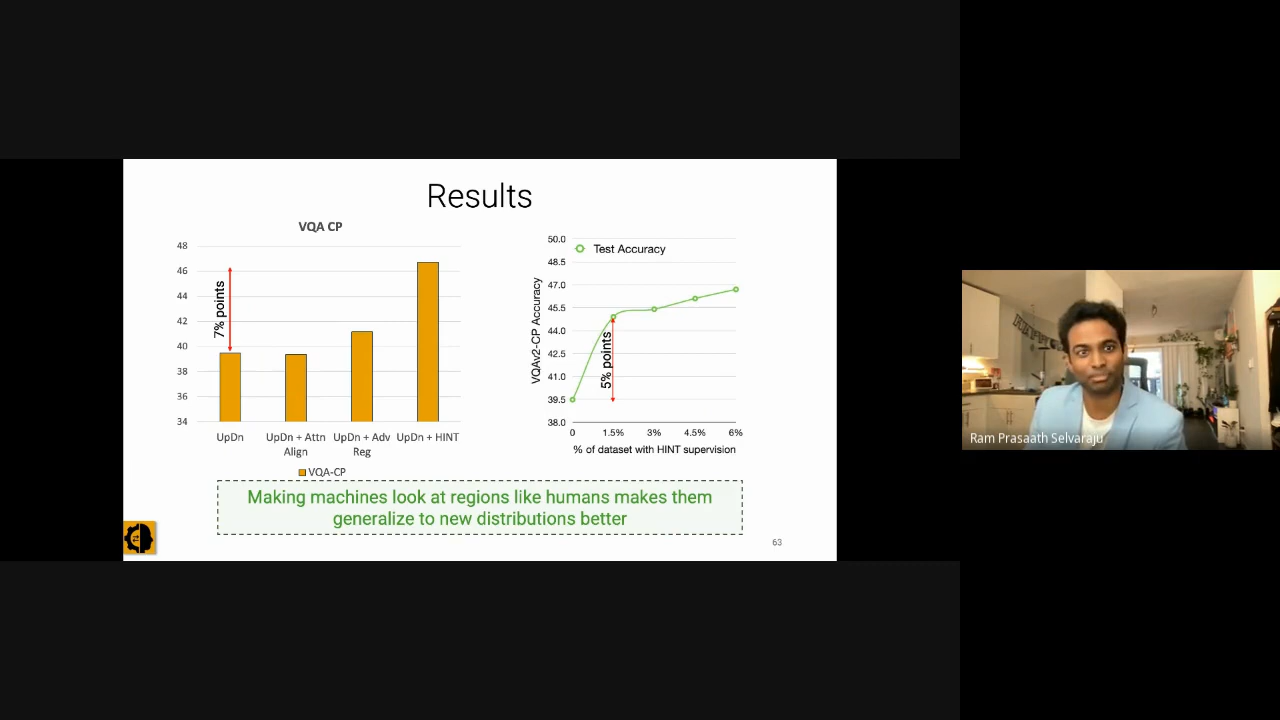 Results
VQA CP
48
46
44
42
40
38
36
34
7% points
UpDn
UpDn + Attn
Align
UpDn + Adv
Reg
UpDn + HINT
VQA-CP
50.0
48.5
47.0
45.5
44.0
42.5
41.0
39.5
38.0
VQAv2-CP Accuracy
Test Accuracy
5% points
0
1.5%
3%
4.5%
6%
% of dataset with HINT supervision
Making machines look at regions like humans makes them
generalize to new distributions better
63
Ram Prasaath Selvaraju